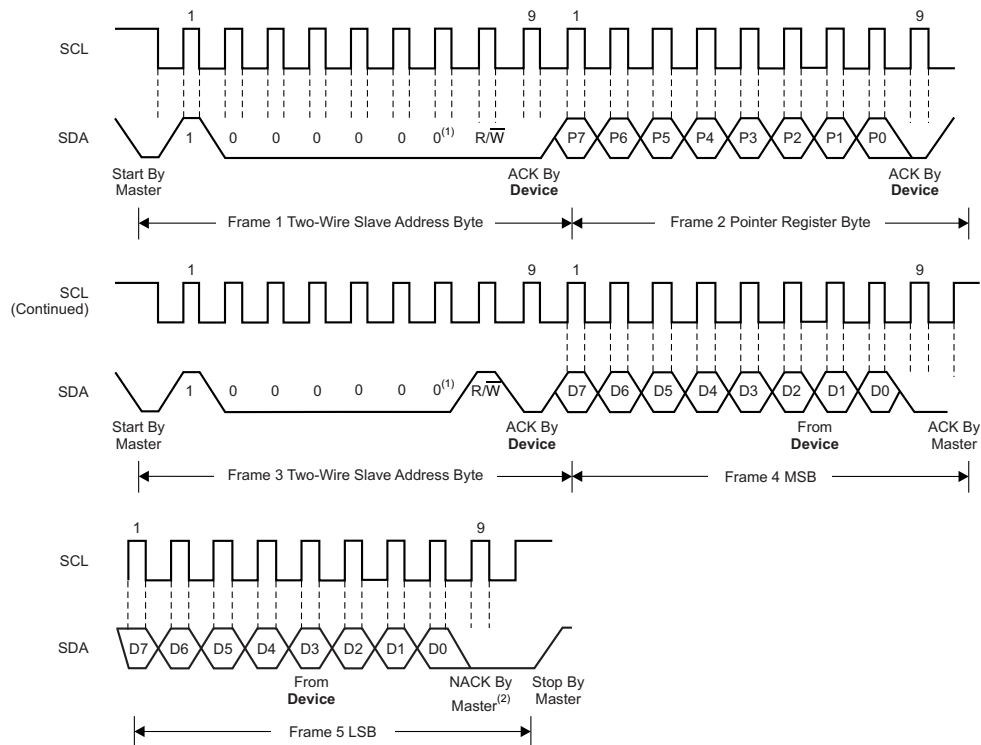 1 9 1 9
SCL
SDA 1 0 0 0 0 0 0(1) R/W̅ P7 P6 P5 P4 P3 P2 P1 P0
Start By Master ACK By Device ACK By Device
Frame 1 Two-Wire Slave Address Byte Frame 2 Pointer Register Byte
1 9 1 9
SCL (Continued)
SDA 1 0 0 0 0 0(1) R/W̅ D7 D6 D5 D4 D3 D2 D1 D0
Start By Master ACK By Device From Device ACK By Master
Frame 3 Two-Wire Slave Address Byte Frame 4 MSB
1 9
SCL
SDA D7 D6 D5 D4 D3 D2 D1 D0
From Device NACK By Master(2) Stop By Master
Frame 5 LSB